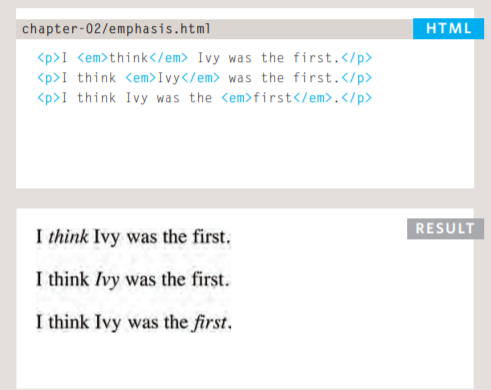 chapter-02/emphasis.html HTML
<p>I <em>think</em> Ivy was the first.</p>
<p>I think <em>Ivy</em> was the first.</p>
<p>I think Ivy was the <em>first</em>.</p>
RESULT
I think Ivy was the first.
I think Ivy was the first.
I think Ivy was the first.